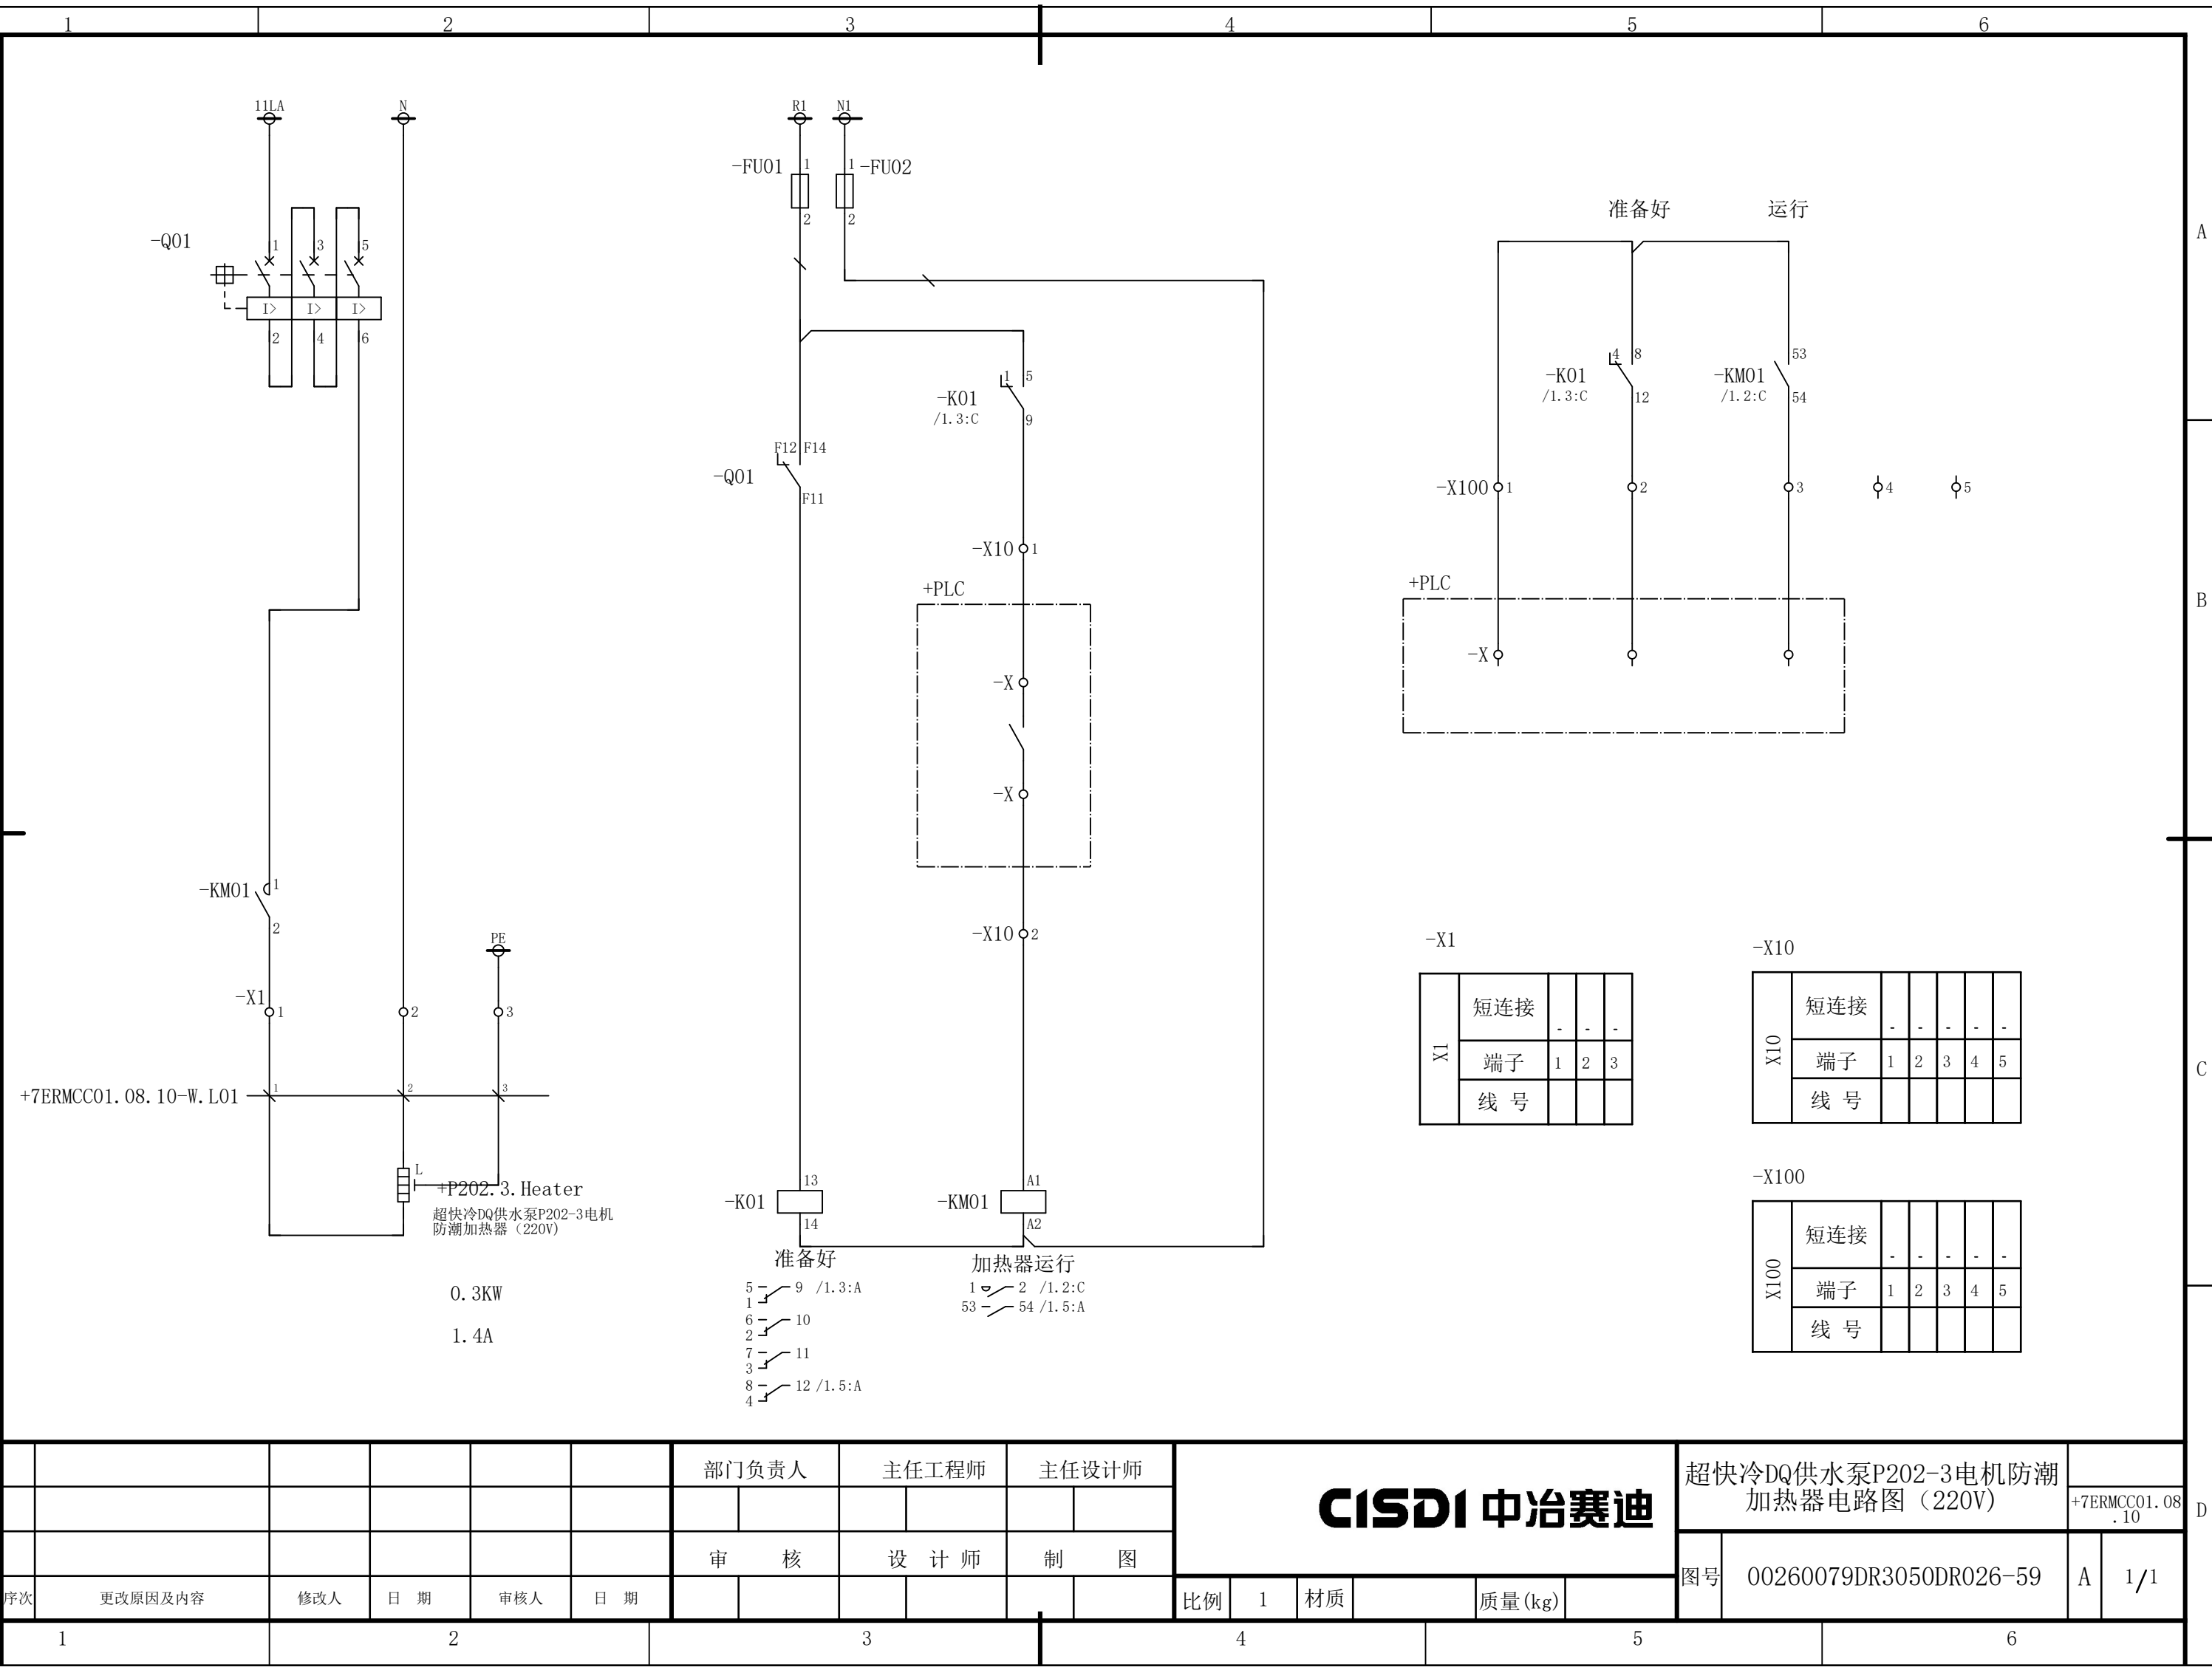 1 2 3 4 5 6
11LA N R1 N1
-FU01 1 1 -FU02
2 2
准备好 运行
A
-Q01 1 3 5
I> I> I>
2 4 6
4 8 53
-K01 -KM01
/1.3:C /1.2:C
12 54
1 5
-K01
/1.3:C
9
F12 F14
-Q01
F11
-X100 1 2 3 4 5
-X10 1
+PLC
+PLC
B
-X
-X
-X
-KM01 1
2
-X10 2
PE
-X1
1 2 3
+7ERMCC01.08.10-W.L01 1 2 3
-X1
X1
短连接 - - -
端子 1 2 3
线 号
-X10
X10
短连接 - - - - -
端子 1 2 3 4 5
线 号
C
L
+P202.3.Heater
超快冷DQ供水泵P202-3电机
防潮加热器（220V)
0.3KW
1.4A
13
-K01
14
A1
-KM01
A2
准备好
5 9 /1.3:A
1
6 10
2
7 11
3
8 12 /1.5:A
4
加热器运行
1 2 /1.2:C
53 54 /1.5:A
-X100
X100
短连接 - - - - -
端子 1 2 3 4 5
线 号
部门负责人 主任工程师 主任设计师
审 核 设 计 师 制 图
序次 更改原因及内容 修改人 日 期 审核人 日 期
CISDI 中冶赛迪
比例 1 材质 质量(kg)
超快冷DQ供水泵P202-3电机防潮
加热器电路图（220V)
+7ERMCC01.08
.10
D
图号 00260079DR3050DR026-59 A 1/1
1 2 3 4 5 6